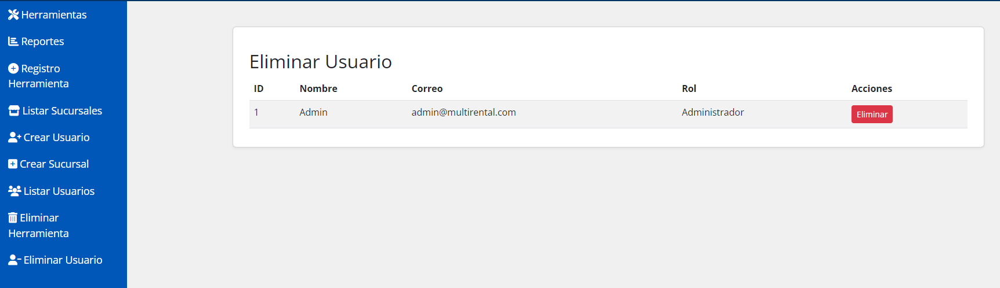 Herramientas
Reportes
Registro
Herramienta
Listar Sucursales
Crear Usuario
Crear Sucursal
Listar Usuarios
Eliminar
Herramienta
Eliminar Usuario
Eliminar Usuario
ID Nombre Correo Rol Acciones
1 Admin admin@multirental.com Administrador Eliminar